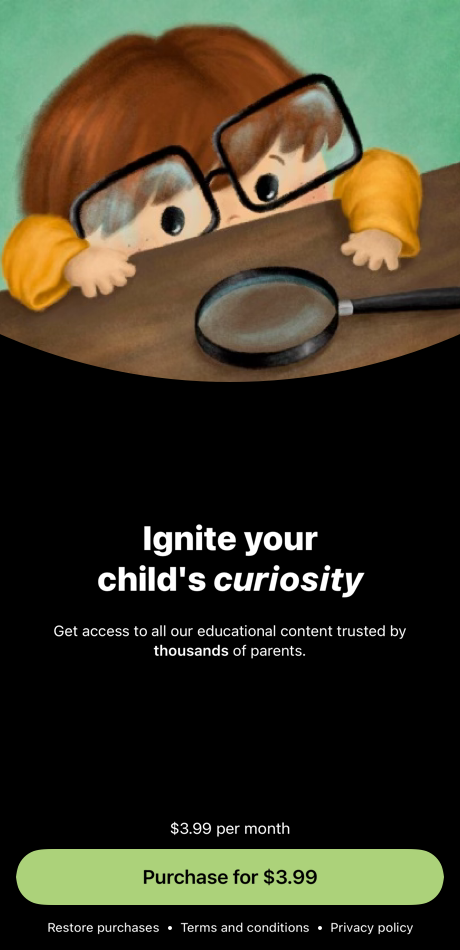 Ignite your
child's curiosity
Get access to all our educational content trusted by
thousands of parents.
$3.99 per month
Purchase for $3.99
Restore purchases • Terms and conditions • Privacy policy